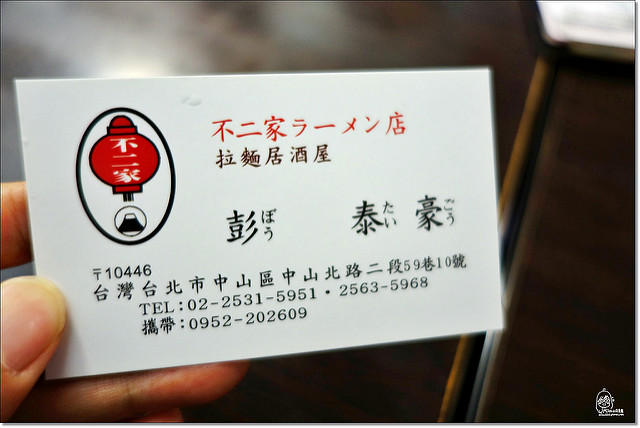 不二家
不二家ラーメン店
拉麵居酒屋
彭ぼう 泰たい 豪ごう
〒10446
台灣台北市中山區中山北路二段59巷10號
TEL:02-2531-5951・2563-5968
攜帶:0952-202609